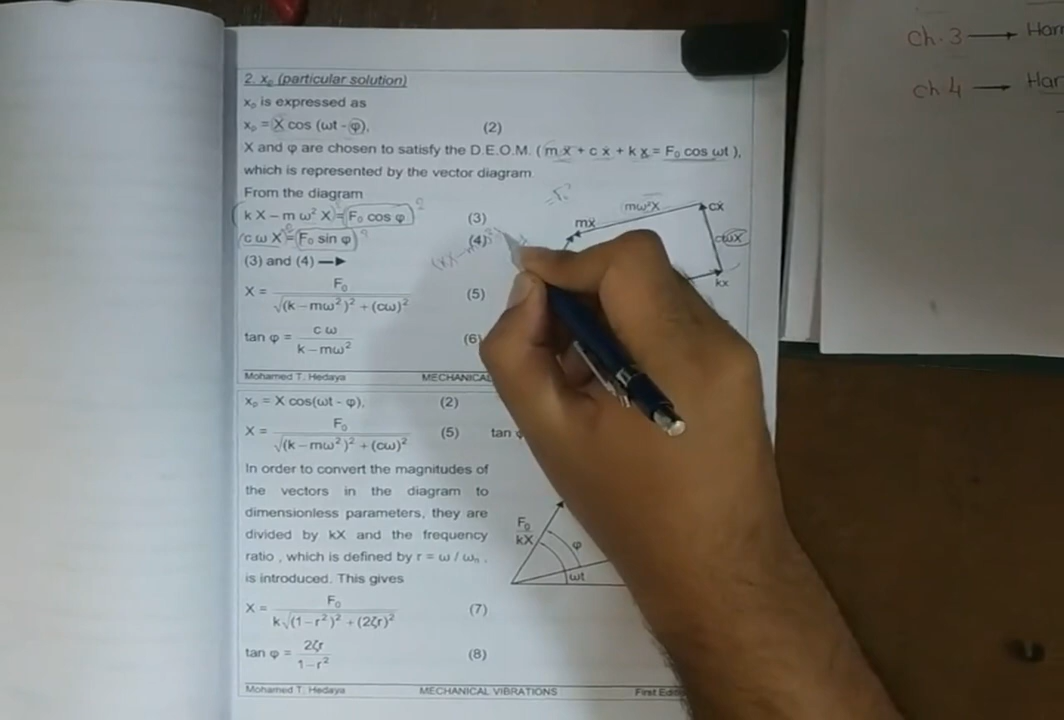 Ch. 3 → Harr
Ch. 4 → Har
2. xₚ (particular solution)
xₚ is expressed as
xₚ = X cos (ωt - φ), (2)
X and φ are chosen to satisfy the D.E.O.M. ( m ẍ + c ẋ + k x = F₀ cos ωt ),
which is represented by the vector diagram
From the diagram
k X – m ω² X = F₀ cos φ (3)
c ω X = F₀ sin φ (4)
(3) and (4) →
X = F₀ / √(k – mω²)² + (cω)² (5)
tan φ = c ω / k – mω² (6)
mω²X
mẍ
cẋ
cωX
kx
Mohamed T. Hedaya MECHANICAL
xₚ = X cos(ωt - φ), (2)
X = F₀ / √(k – mω²)² + (cω)² (5) tan φ
In order to convert the magnitudes of
the vectors in the diagram to
dimensionless parameters, they are
divided by kX and the frequency
ratio , which is defined by r = ω / ωₙ ,
is introduced. This gives
X = F₀ / k√(1 – r²)² + (2ζr)² (7)
tan φ = 2ζr / 1 – r² (8)
F₀ / kX
φ
ωt
Mohamed T. Hedaya MECHANICAL VIBRATIONS First Edi